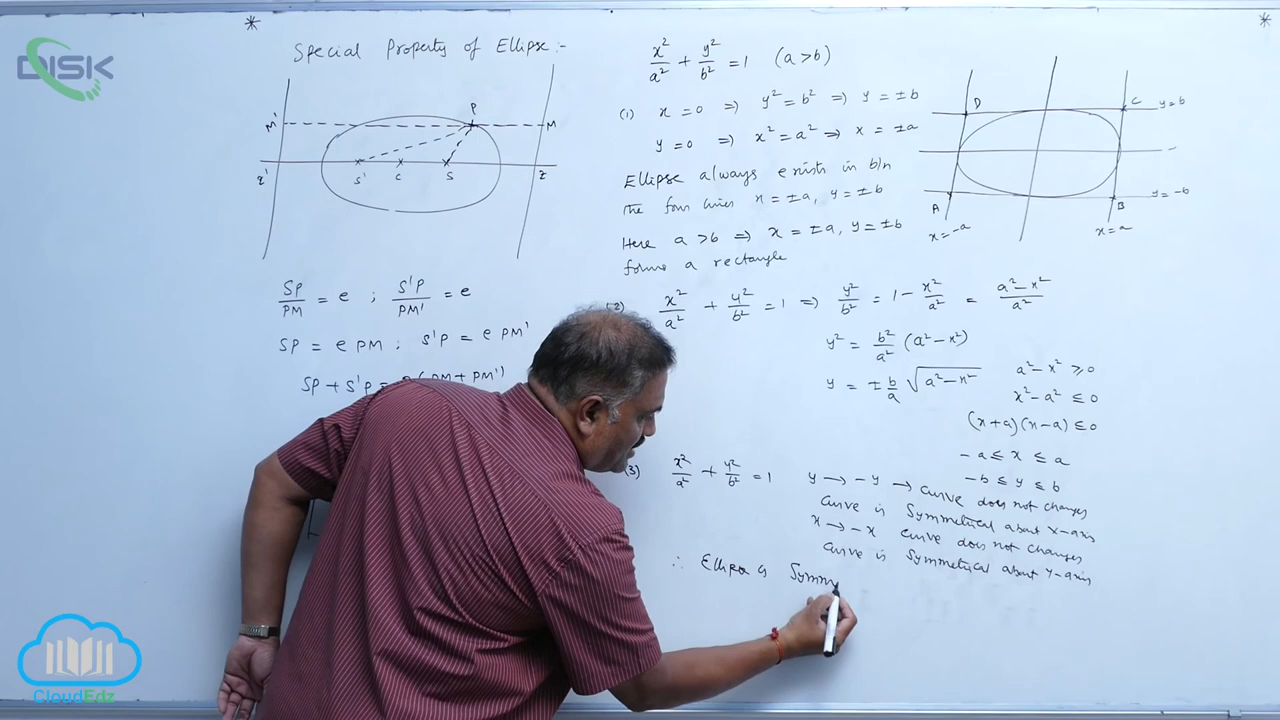 *
*
DISK
Special Property of Ellipse :-
P
M'
M
z'
S'
C
S
z
SP/PM = e ; S'P/PM' = e
SP = e PM ; S'P = e PM'
SP + S'P = e(PM + PM')
x²/a² + y²/b² = 1 (a > b)
(1) x = 0 ⇒ y² = b² ⇒ y = ±b
y = 0 ⇒ x² = a² ⇒ x = ±a
Ellipse always exists in b/n
the four lines x = ±a, y = ±b
Here a > b ⇒ x = ±a, y = ±b
forms a rectangle
D
C
y = b
A
B
y = -b
x = -a
x = a
(2) x²/a² + y²/b² = 1 ⇒ y²/b² = 1 - x²/a² = a² - x²/a²
y² = b²/a² (a² - x²)
y = ± b/a √a² - x²
a² - x² ≥ 0
x² - a² ≤ 0
(x + a)(x - a) ≤ 0
-a ≤ x ≤ a
-b ≤ y ≤ b
(3) x²/a² + y²/b² = 1
y → -y → curve does not changes
curve is Symmetrical about x-axis
x → -x curve does not changes
curve is Symmetrical about y-axis
∴ Ellipse is Symm
CloudEdz